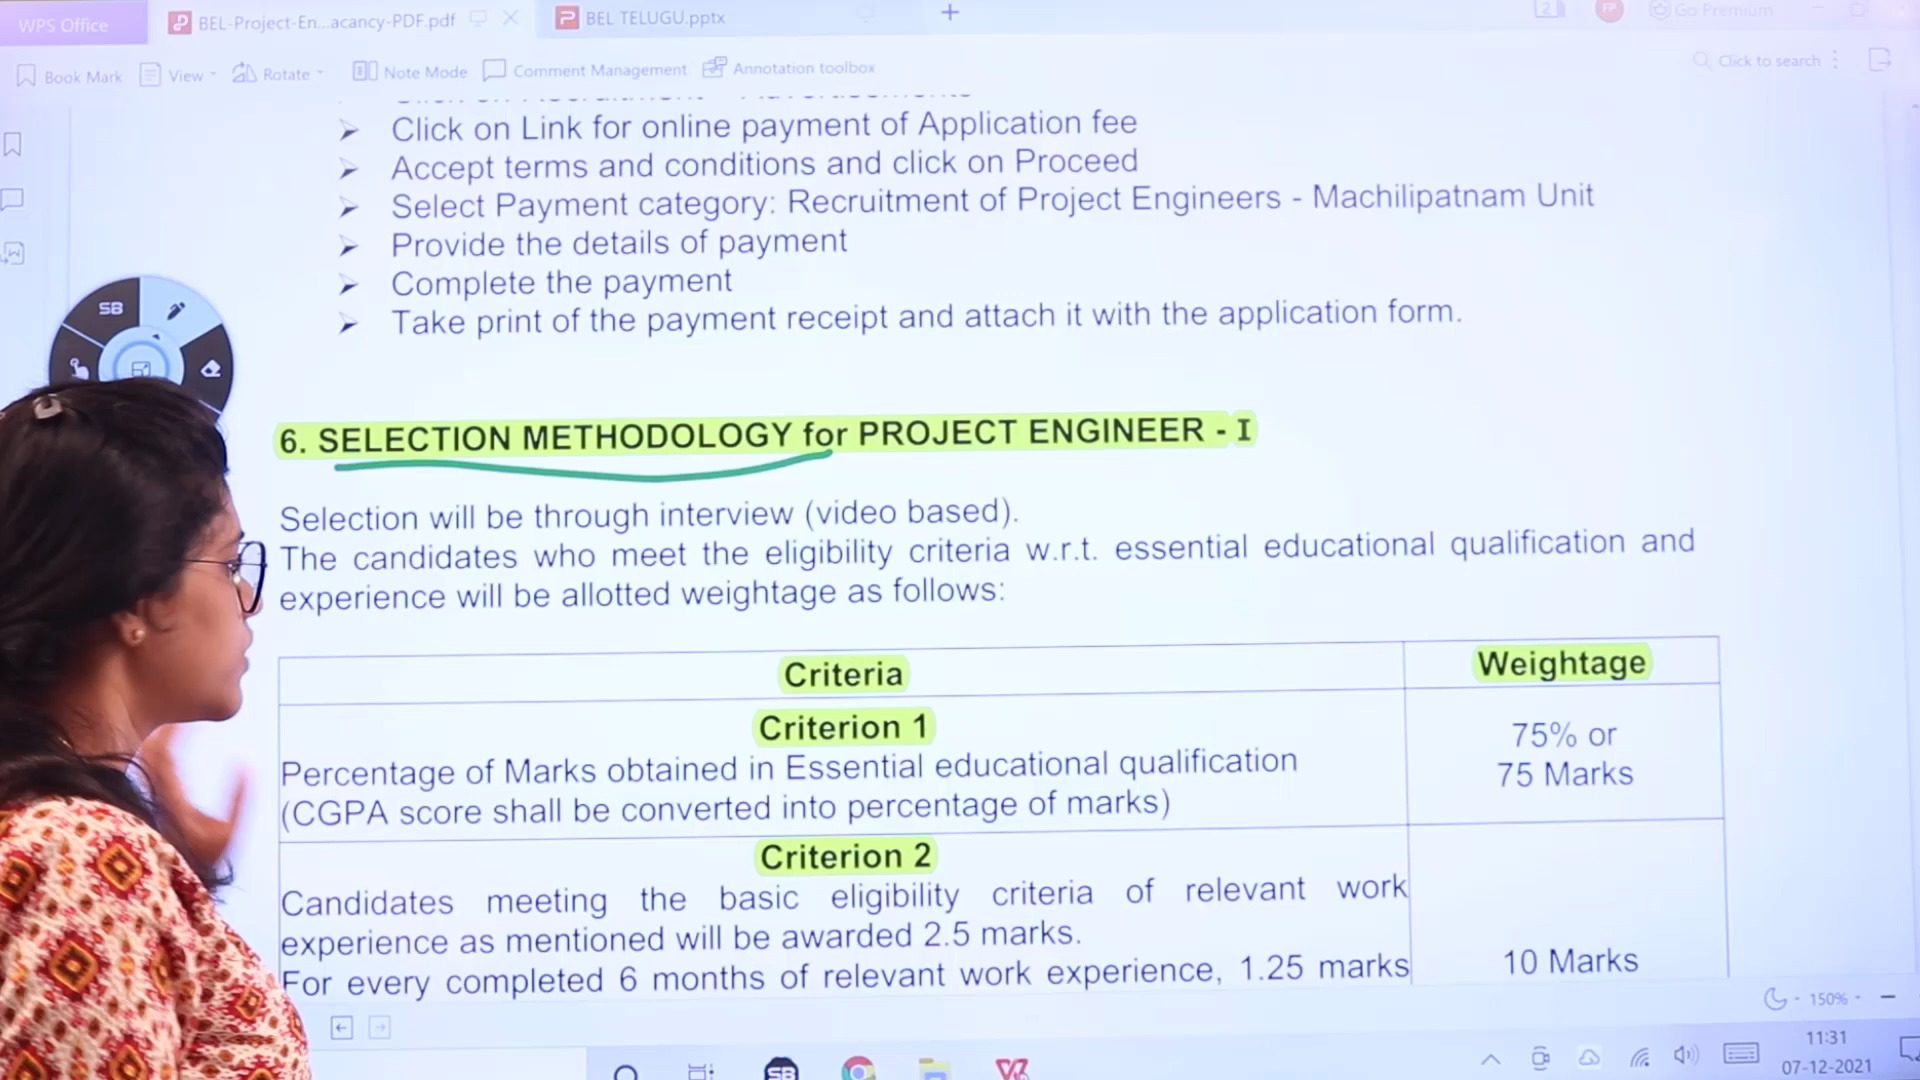 WPS Office
BEL-Project-En...acancy-PDF.pdf
BEL TELUGU.pptx
2
FP
Go Premium
Book Mark
View
Rotate
Note Mode
Comment Management
Annotation toolbox
Click to search
Click on Link for online payment of Application fee
Accept terms and conditions and click on Proceed
Select Payment category: Recruitment of Project Engineers - Machilipatnam Unit
Provide the details of payment
Complete the payment
Take print of the payment receipt and attach it with the application form.
SB
6. SELECTION METHODOLOGY for PROJECT ENGINEER - I
Selection will be through interview (video based).
The candidates who meet the eligibility criteria w.r.t. essential educational qualification and
experience will be allotted weightage as follows:
Criteria
Weightage
Criterion 1
Percentage of Marks obtained in Essential educational qualification
(CGPA score shall be converted into percentage of marks)
75% or
75 Marks
Criterion 2
Candidates meeting the basic eligibility criteria of relevant work
experience as mentioned will be awarded 2.5 marks.
For every completed 6 months of relevant work experience, 1.25 marks
10 Marks
150%
SB
11:31
07-12-2021